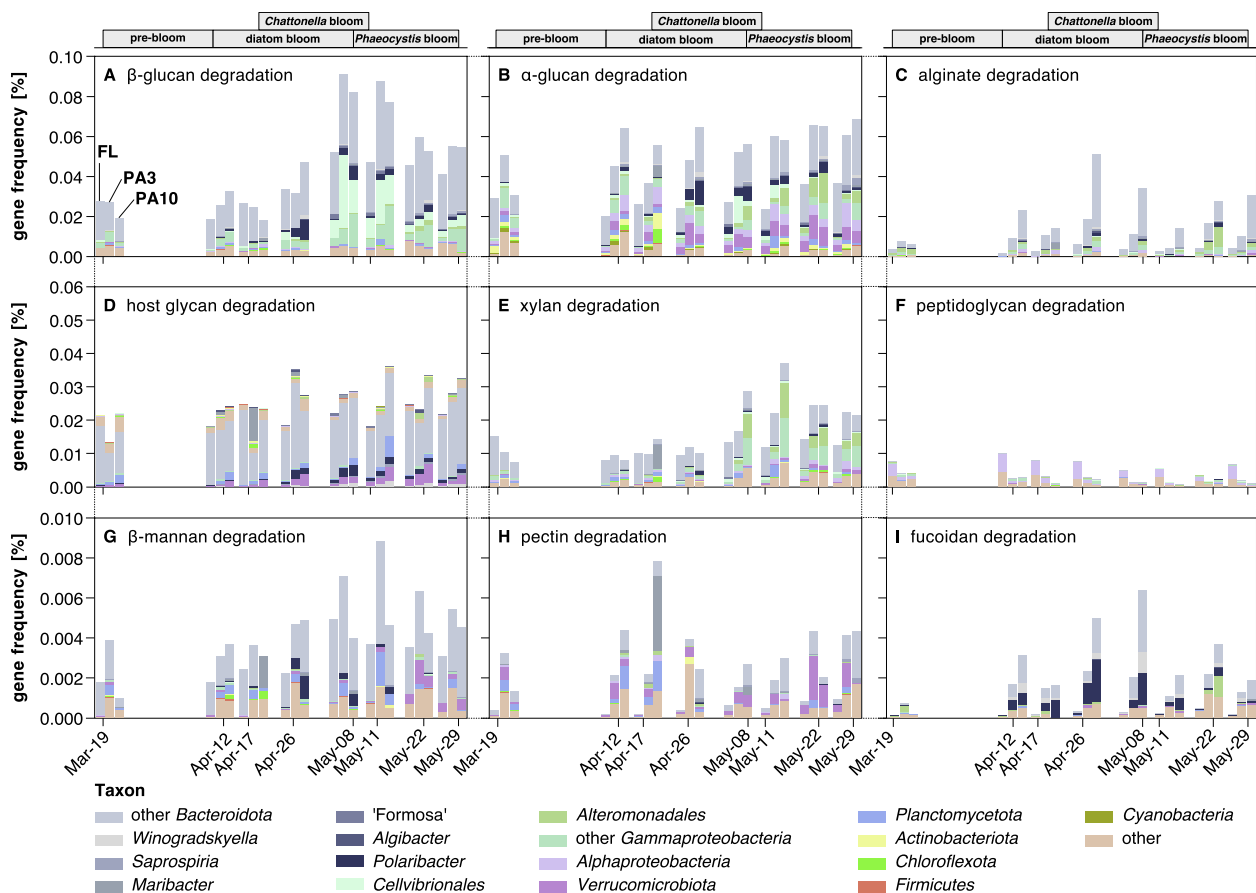 Chattonella bloom
Chattonella bloom
Chattonella bloom
pre-bloom
diatom bloom
Phaeocystis bloom
pre-bloom
diatom bloom
Phaeocystis bloom
pre-bloom
diatom bloom
Phaeocystis bloom
gene frequency [%]
0.10
0.08
0.06
0.04
0.02
0.00
A β-glucan degradation
FL
PA3
PA10
B α-glucan degradation
C alginate degradation
gene frequency [%]
0.06
0.05
0.04
0.03
0.02
0.01
0.00
D host glycan degradation
E xylan degradation
F peptidoglycan degradation
gene frequency [%]
0.010
0.008
0.006
0.004
0.002
0.000
G β-mannan degradation
H pectin degradation
I fucoidan degradation
Mar-19
Apr-12
Apr-17
Apr-26
May-08
May-11
May-22
May-29
Mar-19
Apr-12
Apr-17
Apr-26
May-08
May-11
May-22
May-29
Mar-19
Apr-12
Apr-17
Apr-26
May-08
May-11
May-22
May-29
Taxon
other Bacteroidota
Winogradskyella
Saprospiria
Maribacter
'Formosa'
Algibacter
Polaribacter
Cellvibrionales
Alteromonadales
other Gammaproteobacteria
Alphaproteobacteria
Verrucomicrobiota
Planctomycetota
Actinobacteriota
Chloroflexota
Firmicutes
Cyanobacteria
other